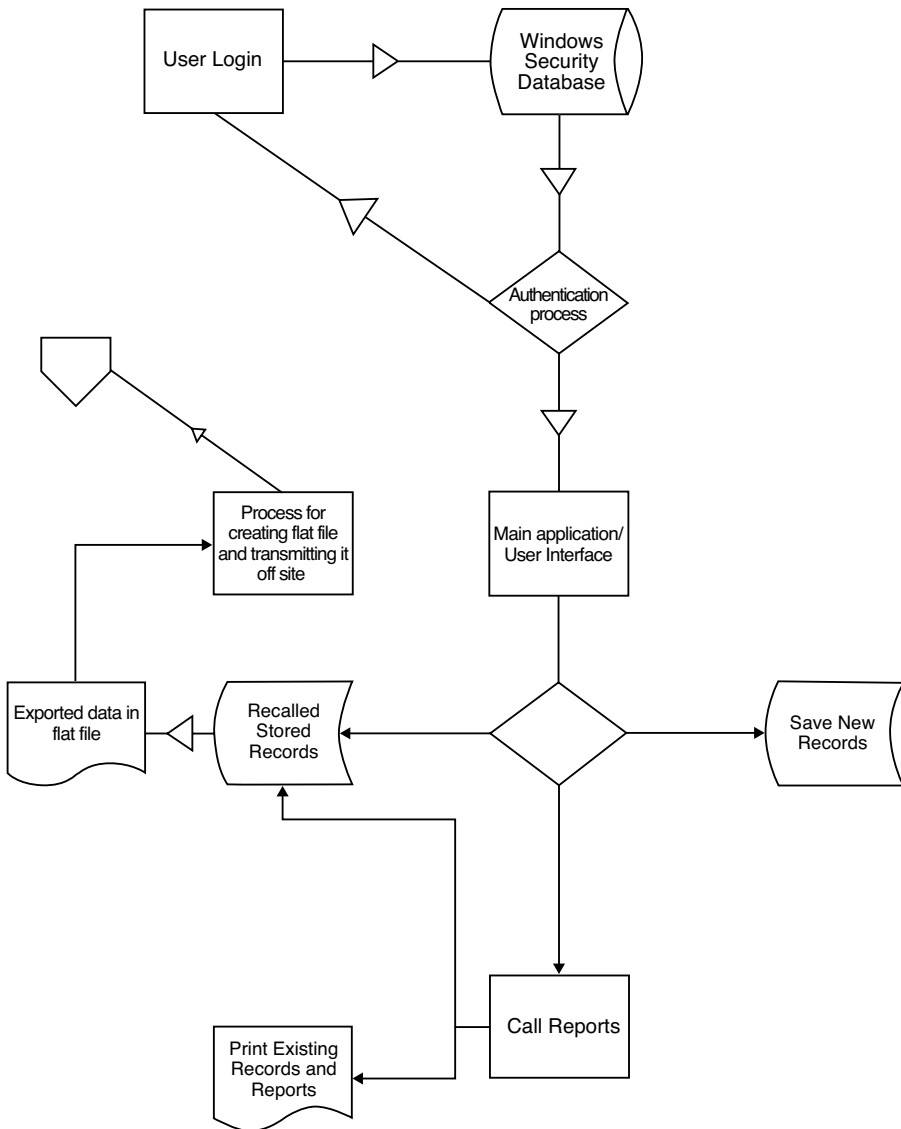 User Login
Windows
Security
Database
Authentication
process
Process for
creating flat file
and transmitting it
off site
Main application/
User Interface
Exported data in
flat file
Recalled
Stored
Records
Save New
Records
Call Reports
Print Existing
Records and
Reports